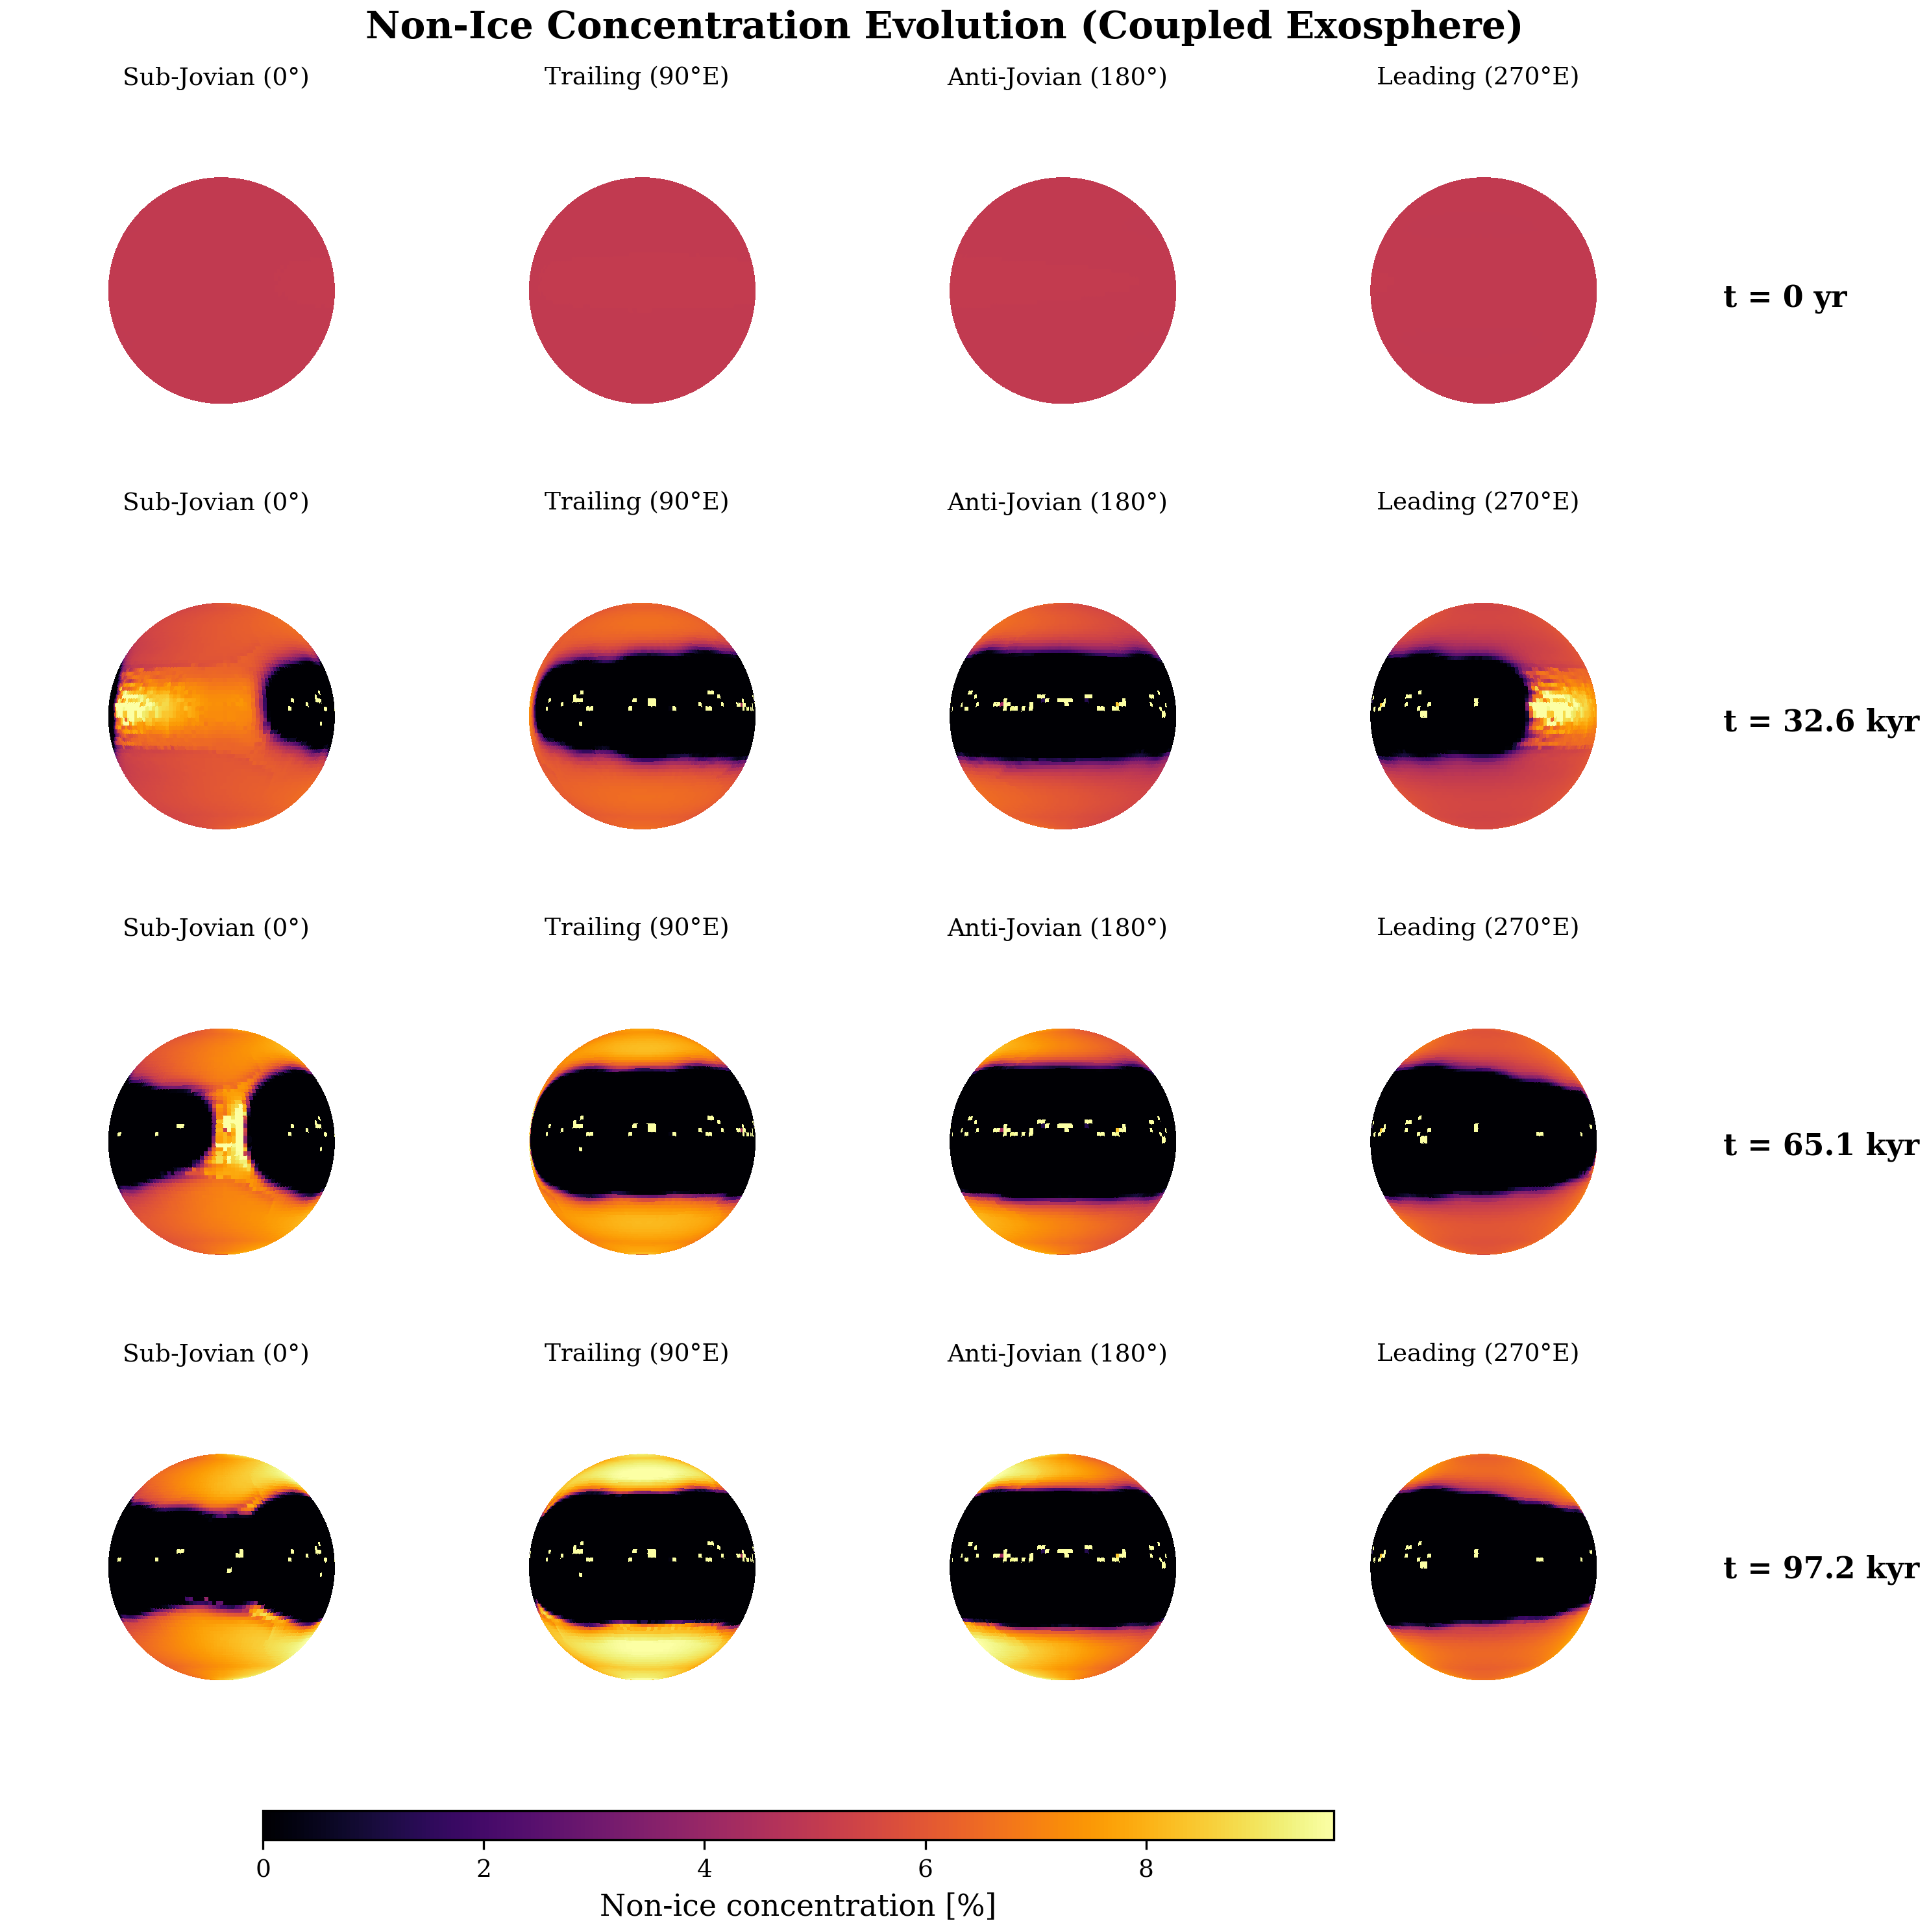 Non-Ice Concentration Evolution (Coupled Exosphere)
Sub-Jovian (0°) Trailing (90°E) Anti-Jovian (180°) Leading (270°E)
t = 0 yr
Sub-Jovian (0°) Trailing (90°E) Anti-Jovian (180°) Leading (270°E)
t = 32.6 kyr
Sub-Jovian (0°) Trailing (90°E) Anti-Jovian (180°) Leading (270°E)
t = 65.1 kyr
Sub-Jovian (0°) Trailing (90°E) Anti-Jovian (180°) Leading (270°E)
t = 97.2 kyr
0 2 4 6 8
Non-ice concentration [%]